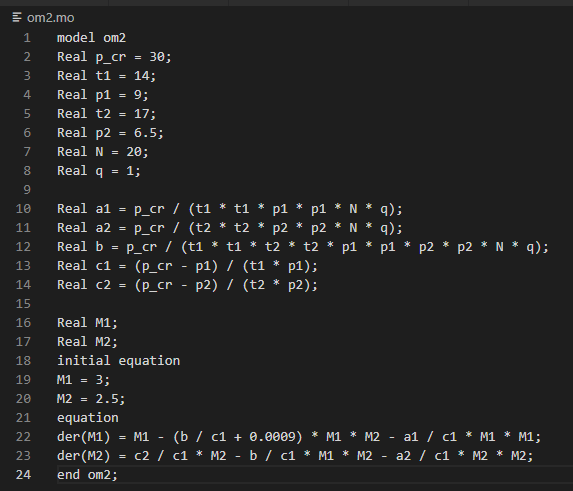 om2.mo
1 model om2
2 Real p_cr = 30;
3 Real t1 = 14;
4 Real p1 = 9;
5 Real t2 = 17;
6 Real p2 = 6.5;
7 Real N = 20;
8 Real q = 1;
9
10 Real a1 = p_cr / (t1 * t1 * p1 * p1 * N * q);
11 Real a2 = p_cr / (t2 * t2 * p2 * p2 * N * q);
12 Real b = p_cr / (t1 * t1 * t2 * t2 * p1 * p1 * p2 * p2 * N * q);
13 Real c1 = (p_cr - p1) / (t1 * p1);
14 Real c2 = (p_cr - p2) / (t2 * p2);
15
16 Real M1;
17 Real M2;
18 initial equation
19 M1 = 3;
20 M2 = 2.5;
21 equation
22 der(M1) = M1 - (b / c1 + 0.0009) * M1 * M2 - a1 / c1 * M1 * M1;
23 der(M2) = c2 / c1 * M2 - b / c1 * M1 * M2 - a2 / c1 * M2 * M2;
24 end om2;